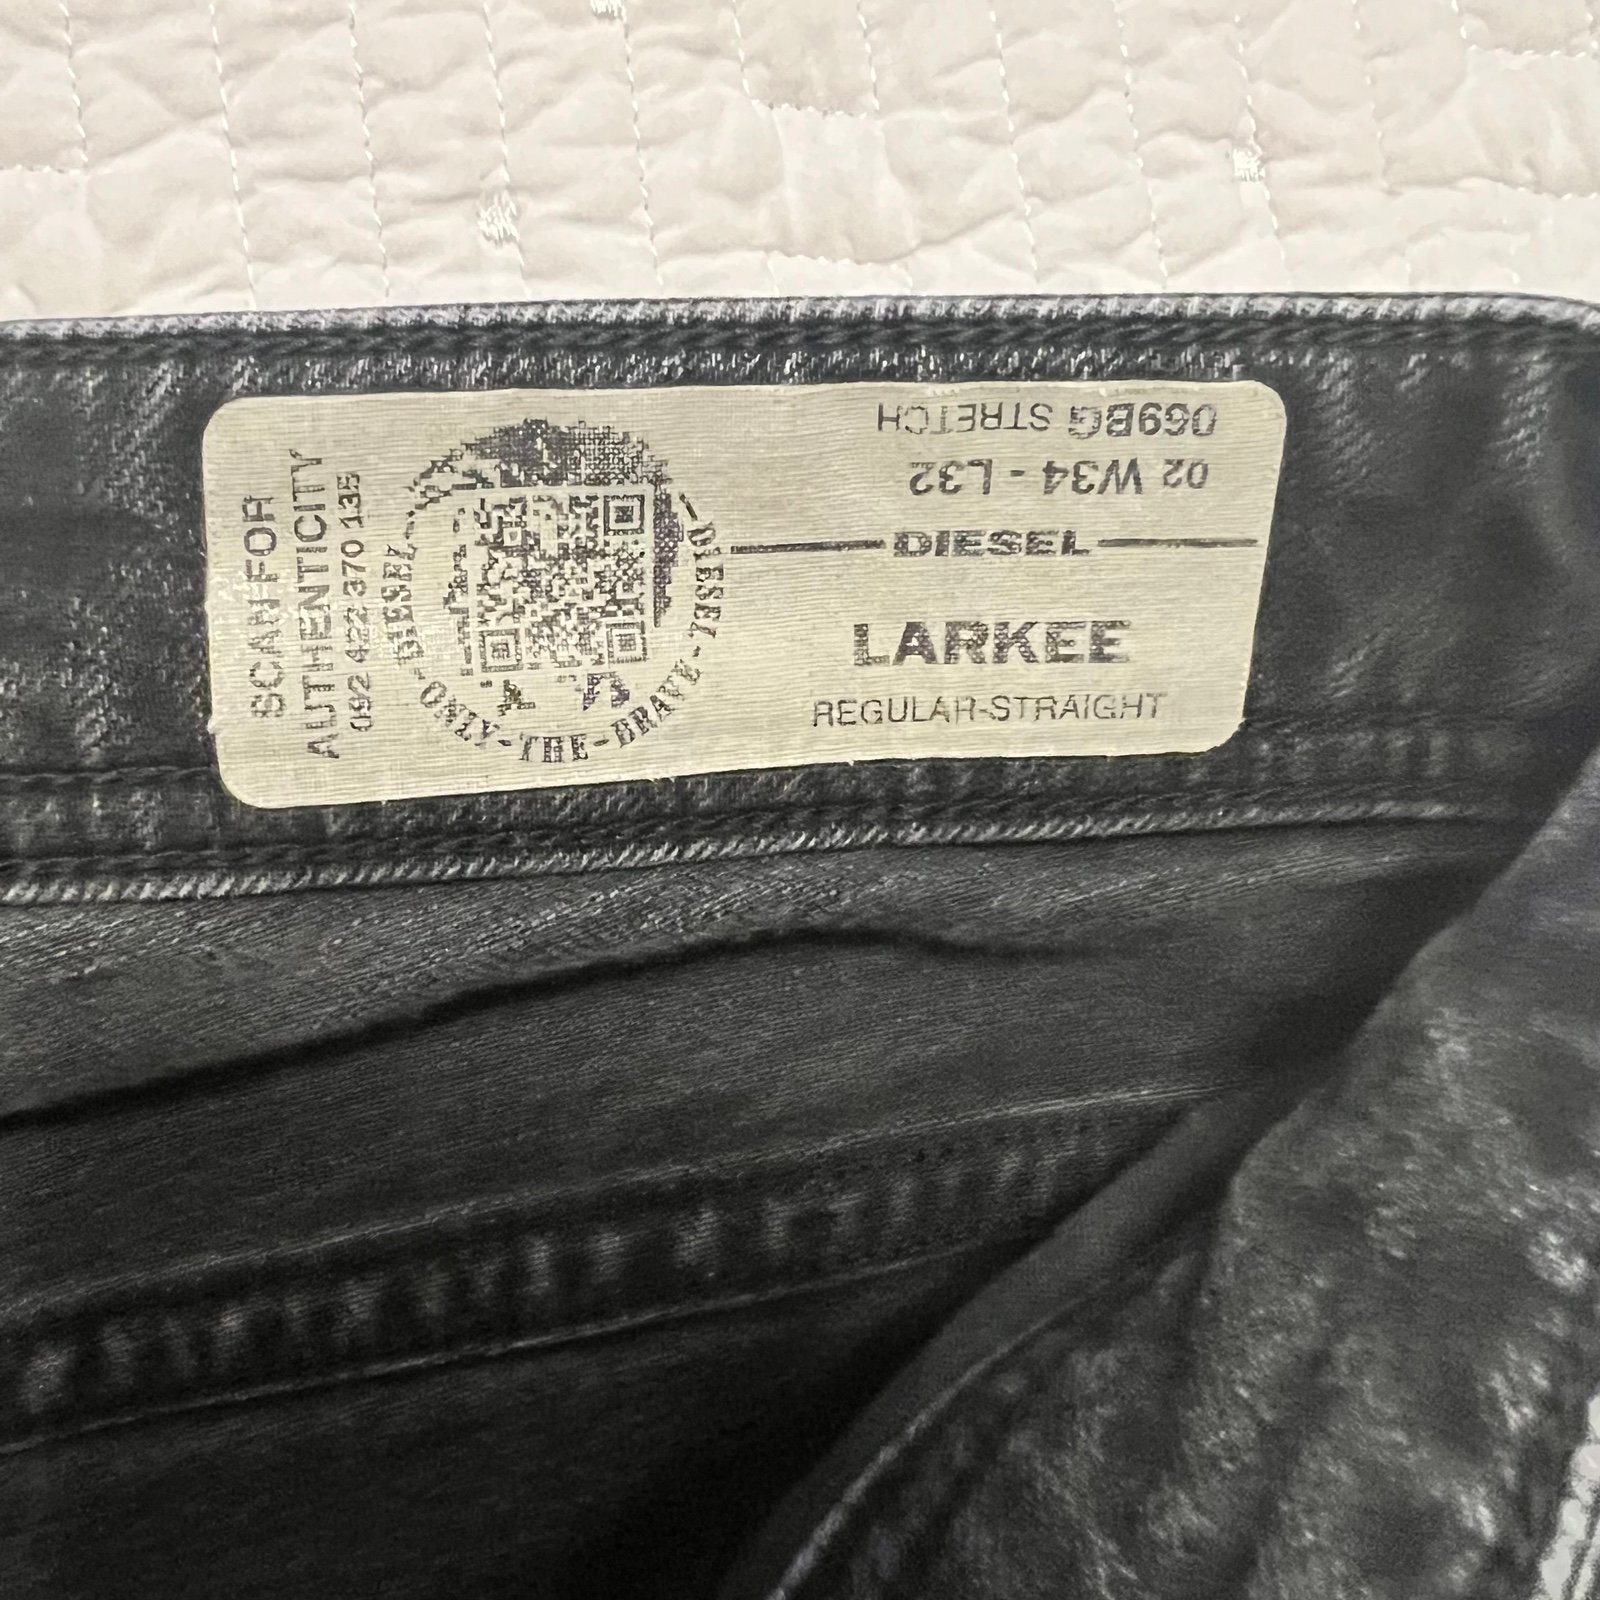 SCAN FOR
AUTHENTICITY
092 422 370 135
DIESEL-ONLY-THE-BRAVE-DIESEL
069BG STRETCH
02 W34 - L32
DIESEL
LARKEE
REGULAR-STRAIGHT